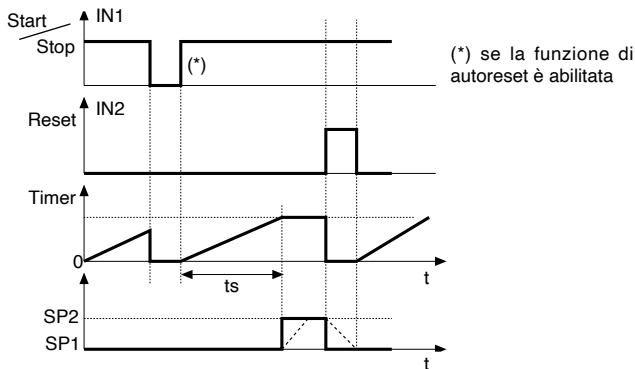 Start
IN1
Stop
(*)
(*) se la funzione di
autoreset è abilitata
IN2
Reset
Timer
0
ts
t
SP2
SP1
t